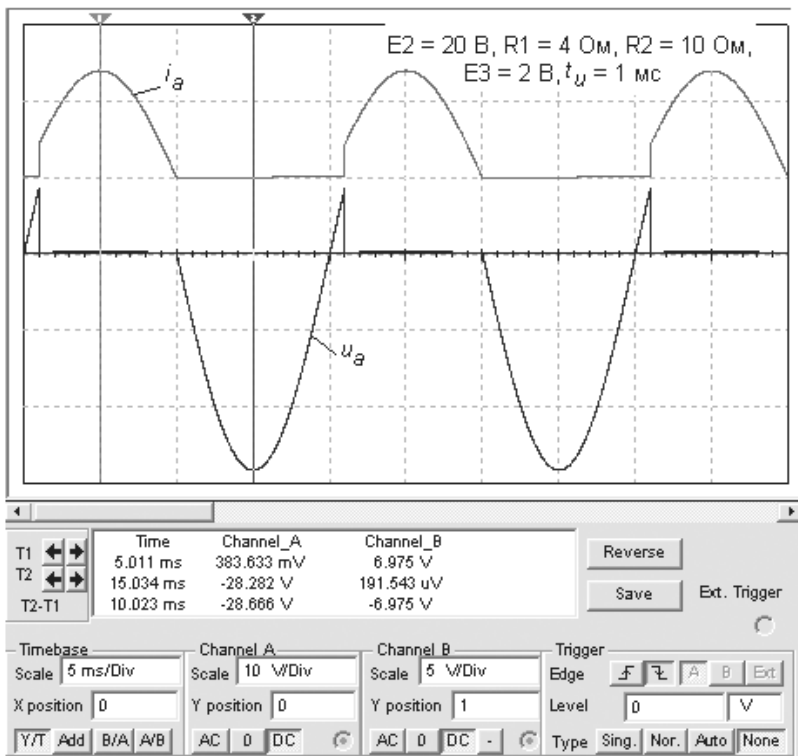 1 2
E2 = 20 В, R1 = 4 Ом, R2 = 10 Ом,
E3 = 2 В, tu = 1 мс
ia
ua
Time Channel_A Channel_B
T1 5.011 ms 383.633 mV 6.975 V
T2 15.034 ms -28.282 V 191.543 uV
T2-T1 10.023 ms -28.666 V -6.975 V
Reverse
Save
Ext. Trigger
Timebase
Scale 5 ms/Div
X position 0
Y/T Add B/A A/B
Channel A
Scale 10 V/Div
Y position 0
AC 0 DC
Channel B
Scale 5 V/Div
Y position 1
AC 0 DC -
Trigger
Edge A B Ext
Level 0 V
Type Sing. Nor. Auto None